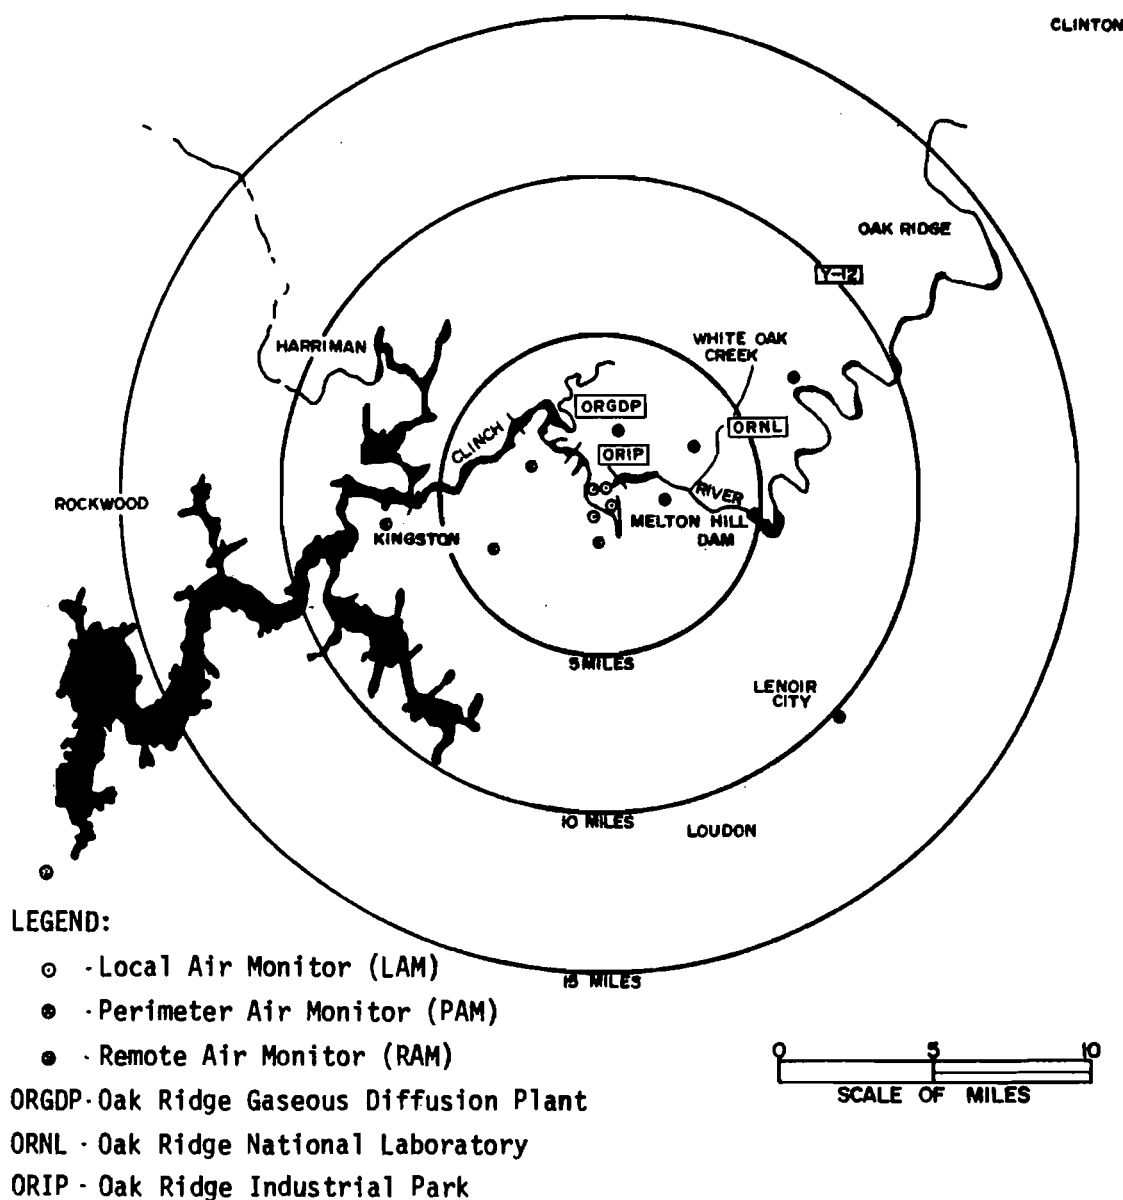 CLINTON
OAK RIDGE
Y-12
WHITE OAK
CREEK
HARRIMAN
ORGDP
ORNL
CLINCH
ORIP
RIVER
ROCKWOOD
MELTON HILL
DAM
KINGSTON
5 MILES
LENOIR
CITY
10 MILES
LOUDON
15 MILES
LEGEND:
- Local Air Monitor (LAM)
- Perimeter Air Monitor (PAM)
- Remote Air Monitor (RAM)
ORGDP - Oak Ridge Gaseous Diffusion Plant
ORNL - Oak Ridge National Laboratory
ORIP - Oak Ridge Industrial Park
0 5 10
SCALE OF MILES